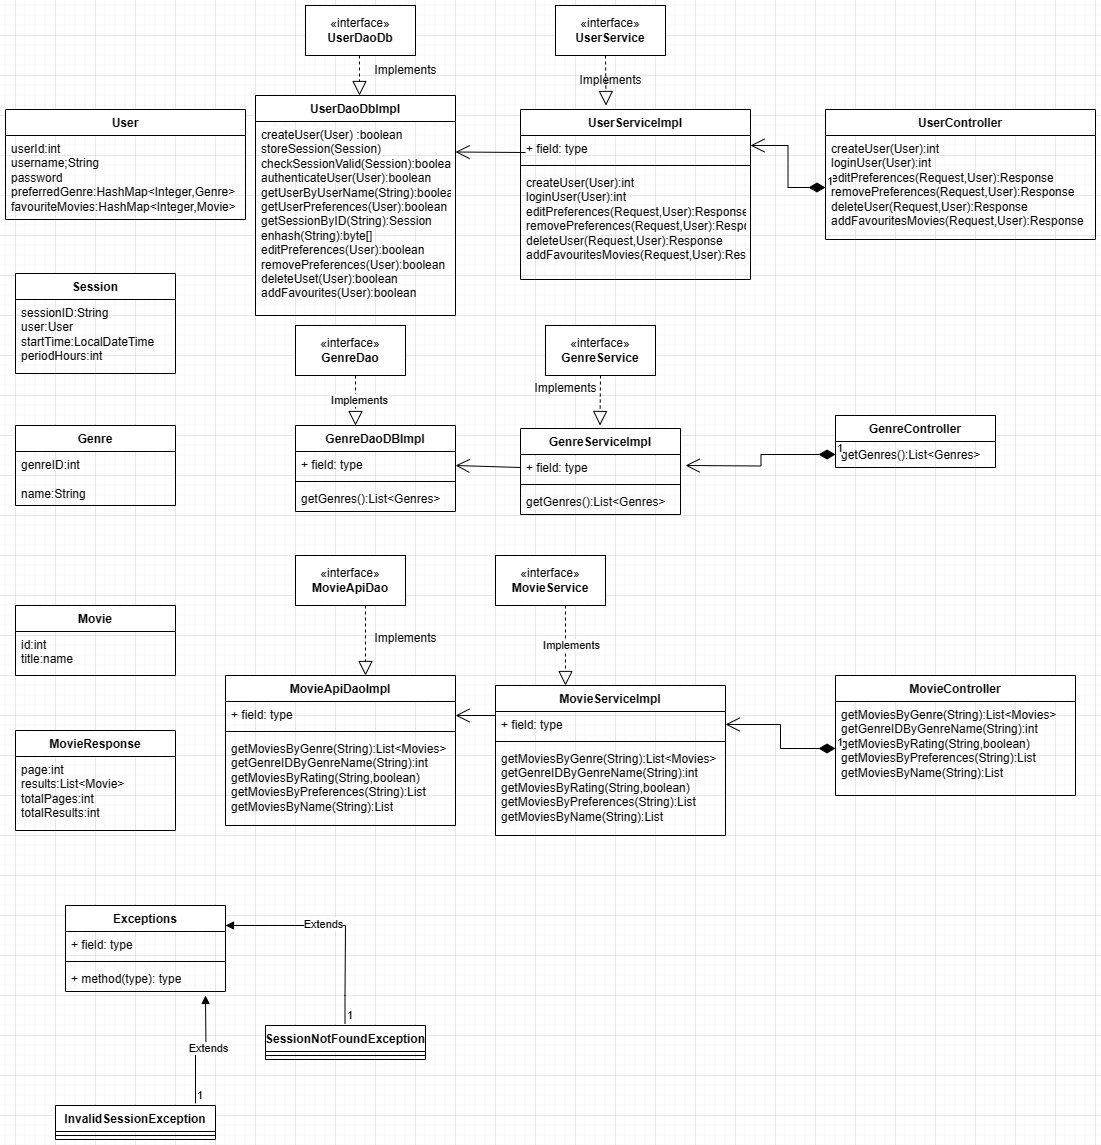 «interface»
UserDaoDb
Implements
«interface»
UserService
Implements
User
userId:int
username;String
password
preferredGenre:HashMap<Integer,Genre>
favouriteMovies:HashMap<Integer,Movie>
UserDaoDbImpl
createUser(User) :boolean
storeSession(Session)
checkSessionValid(Session):boolea
authenticateUser(User):boolean
getUserByUserName(String):boolea
getUserPreferences(User):boolean
getSessionByID(String):Session
enhash(String):byte[]
editPreferences(User):boolean
removePreferences(User):boolean
deleteUset(User):boolean
addFavourites(User):boolean
UserServiceImpl
+ field: type
createUser(User):int
loginUser(User):int
editPreferences(Request,User):Response
removePreferences(Request,User):Respo
deleteUser(Request,User):Response
addFavouritesMovies(Request,User):Res
UserController
createUser(User):int
loginUser(User):int
1
editPreferences(Request,User):Response
removePreferences(Request,User):Response
deleteUser(Request,User):Response
addFavouritesMovies(Request,User):Response
Session
sessionID:String
user:User
startTime:LocalDateTime
periodHours:int
«interface»
GenreDao
Implements
«interface»
GenreService
Implements
Genre
genreID:int
name:String
GenreDaoDBImpl
+ field: type
getGenres():List<Genres>
GenreServiceImpl
+ field: type
getGenres():List<Genres>
GenreController
1
getGenres():List<Genres>
«interface»
MovieApiDao
Implements
«interface»
MovieService
Implements
Movie
id:int
title:name
MovieApiDaoImpl
+ field: type
getMoviesByGenre(String):List<Movies>
getGenreIDByGenreName(String):int
getMoviesByRating(String,boolean)
getMoviesByPreferences(String):List
getMoviesByName(String):List
MovieServiceImpl
+ field: type
getMoviesByGenre(String):List<Movies>
getGenreIDByGenreName(String):int
getMoviesByRating(String,boolean)
getMoviesByPreferences(String):List
getMoviesByName(String):List
MovieController
getMoviesByGenre(String):List<Movies>
getGenreIDByGenreName(String):int
1
getMoviesByRating(String,boolean)
getMoviesByPreferences(String):List
getMoviesByName(String):List
MovieResponse
page:int
results:List<Movie>
totalPages:int
totalResults:int
Exceptions
+ field: type
+ method(type): type
Extends
1
SessionNotFoundException
Extends
1
InvalidSessionException